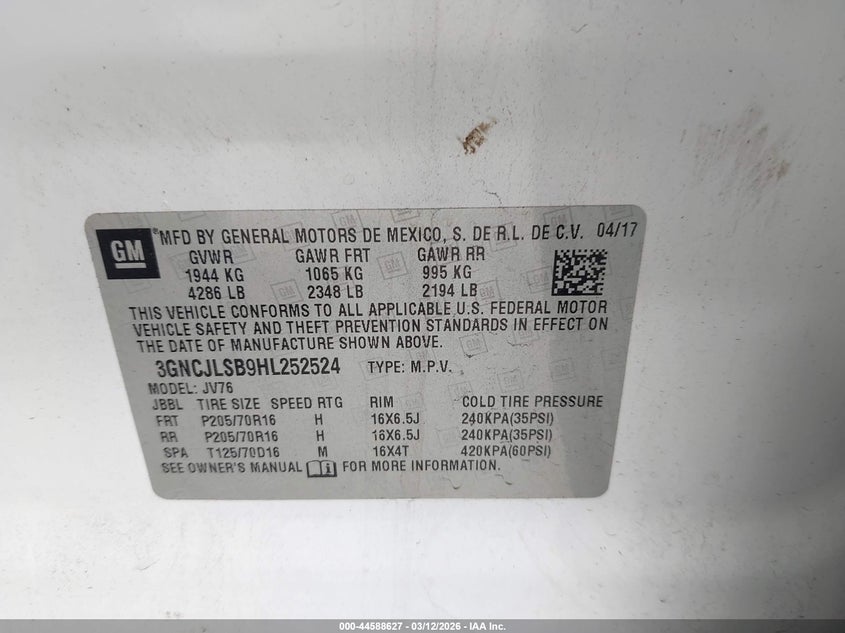 GM
®MFD BY GENERAL MOTORS DE MEXICO, S. DE R.L. DE C.V. 04/17
GVWR GAWR FRT GAWR RR
1944 KG 1065 KG 995 KG
4286 LB 2348 LB 2194 LB
THIS VEHICLE CONFORMS TO ALL APPLICABLE U.S. FEDERAL MOTOR
VEHICLE SAFETY AND THEFT PREVENTION STANDARDS IN EFFECT ON
THE DATE OF MANUFACTURE SHOWN ABOVE.
3GNCJLSB9HL252524 TYPE: M.P.V.
MODEL: JV76
JBBL TIRE SIZE SPEED RTG RIM COLD TIRE PRESSURE
FRT P205/70R16 H 16X6.5J 240KPA(35PSI)
RR P205/70R16 H 16X6.5J 240KPA(35PSI)
SPA T125/70D16 M 16X4T 420KPA(60PSI)
SEE OWNER'S MANUAL FOR MORE INFORMATION.
000-44588627 - 03/12/2026 - IAA Inc.